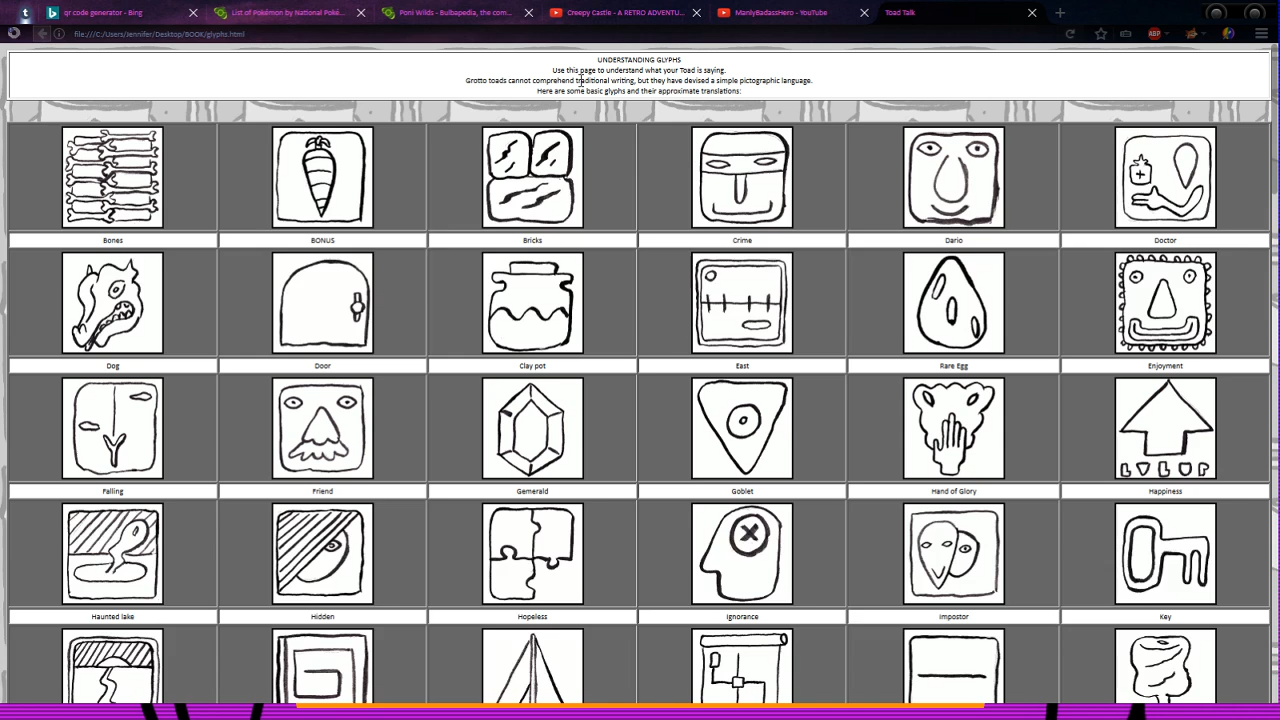 qr code generator - Bing
List of Pokémon by National Poké...
Poni Wilds - Bulbapedia, the com...
Creepy Castle - A RETRO ADVENTU...
ManlyBadassHero - YouTube
Toad Talk
file:///C:/Users/Jennifer/Desktop/BOOK/glyphs.html
ABP
UNDERSTANDING GLYPHS
Use this page to understand what your Toad is saying.
Grotto toads cannot comprehend traditional writing, but they have devised a simple pictographic language.
Here are some basic glyphs and their approximate translations:
Bones
BONUS
Bricks
Crime
Dario
Doctor
Dog
Door
Clay pot
East
Rare Egg
Enjoyment
Falling
Friend
Gemerald
Goblet
Hand of Glory
Happiness
Haunted lake
Hidden
Hopeless
Ignorance
Impostor
Key